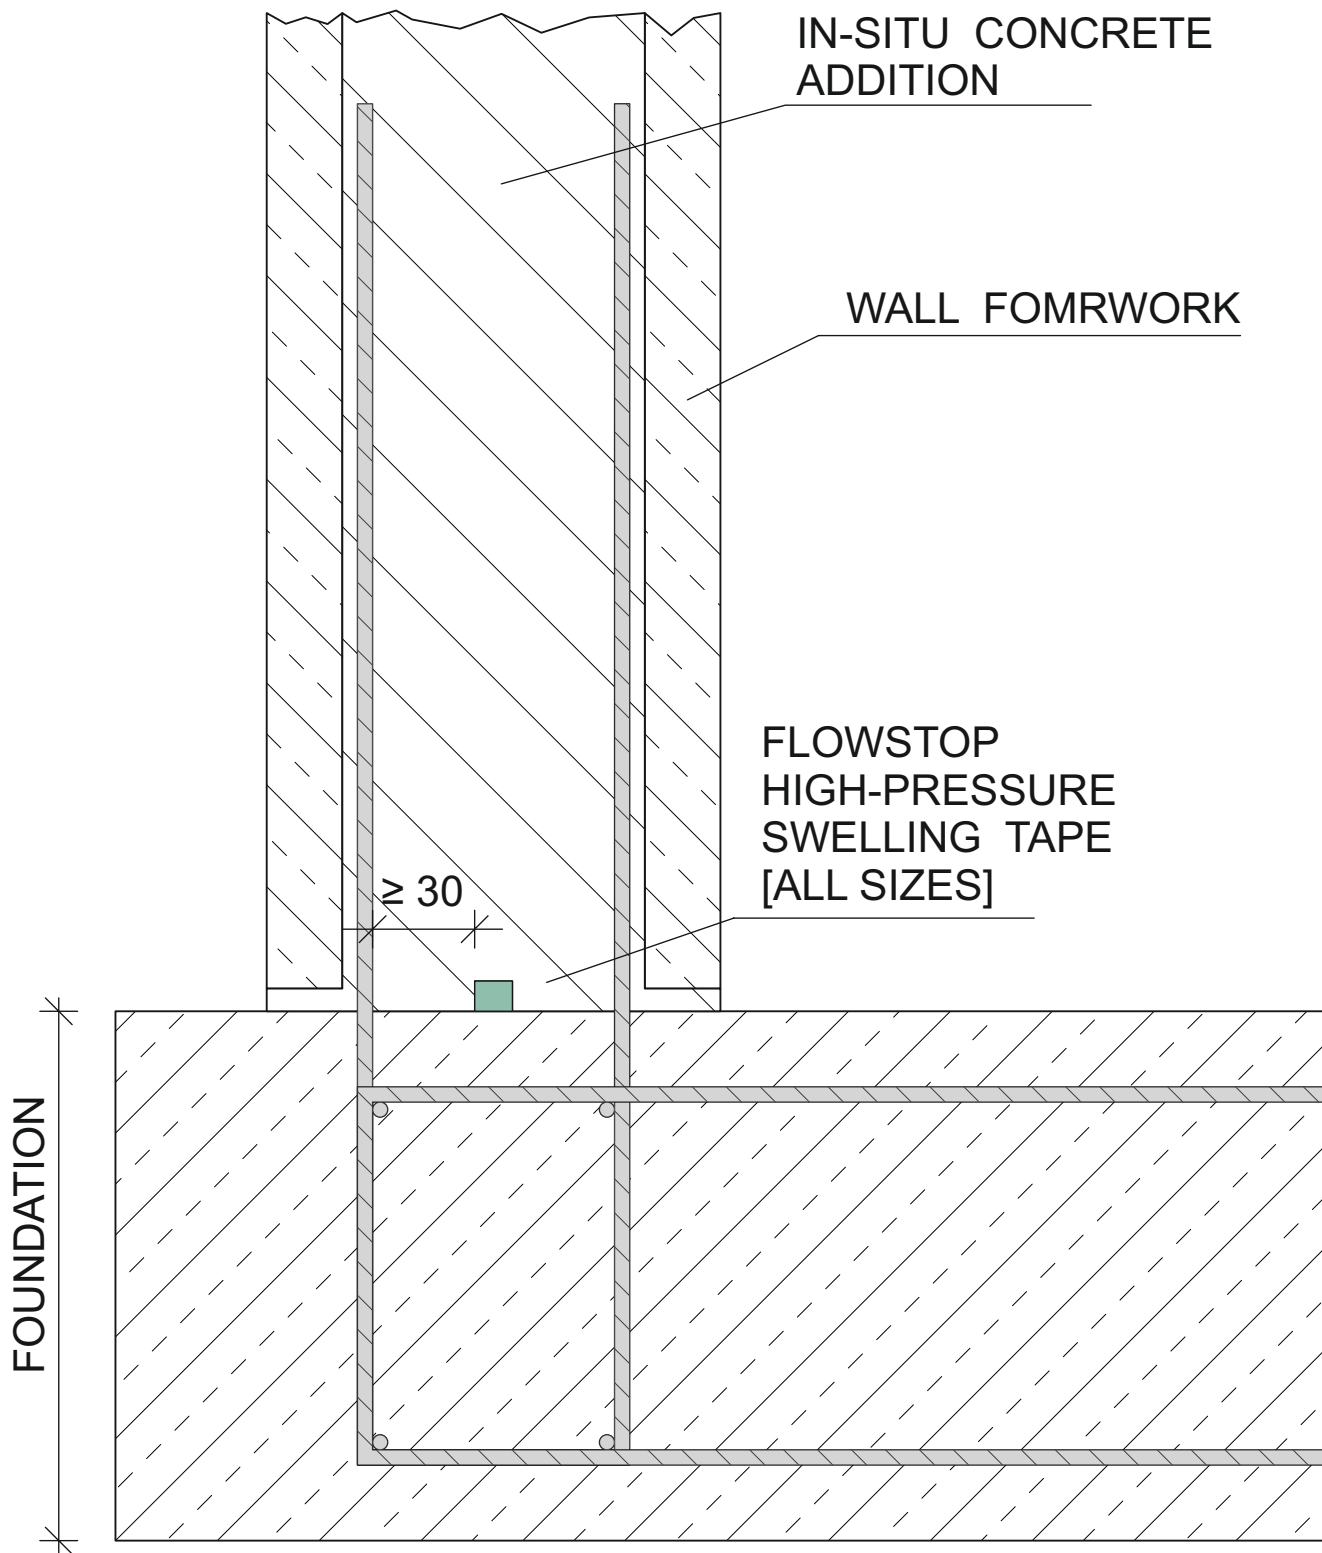 IN-SITU CONCRETE
ADDITION
WALL FOMRWORK
FLOWSTOP
HIGH-PRESSURE
SWELLING TAPE
[ALL SIZES]
≥ 30
FOUNDATION